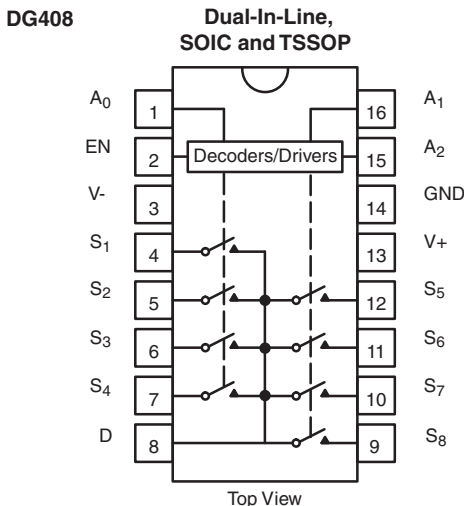 DG408
Dual-In-Line,
SOIC and TSSOP
A0 1 16 A1
EN 2 Decoders/Drivers 15 A2
V- 3 14 GND
S1 4 13 V+
S2 5 12 S5
S3 6 11 S6
S4 7 10 S7
D 8 9 S8
Top View